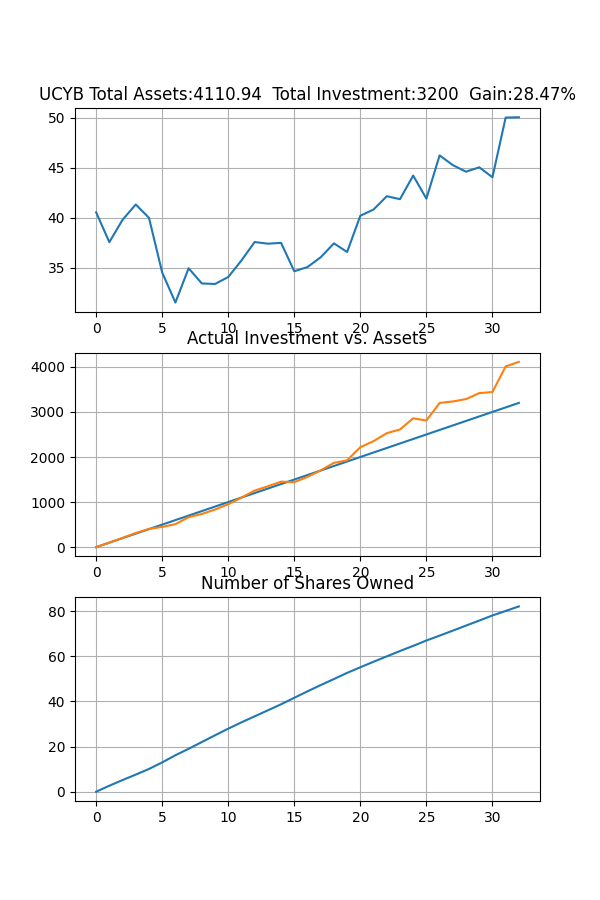 UCYB Total Assets:4110.94  Total Investment:3200  Gain:28.47%
50
45
40
35
0 5 10 15 20 25 30
Actual Investment vs. Assets
4000
3000
2000
1000
0
0 5 10 15 20 25 30
Number of Shares Owned
80
60
40
20
0
0 5 10 15 20 25 30